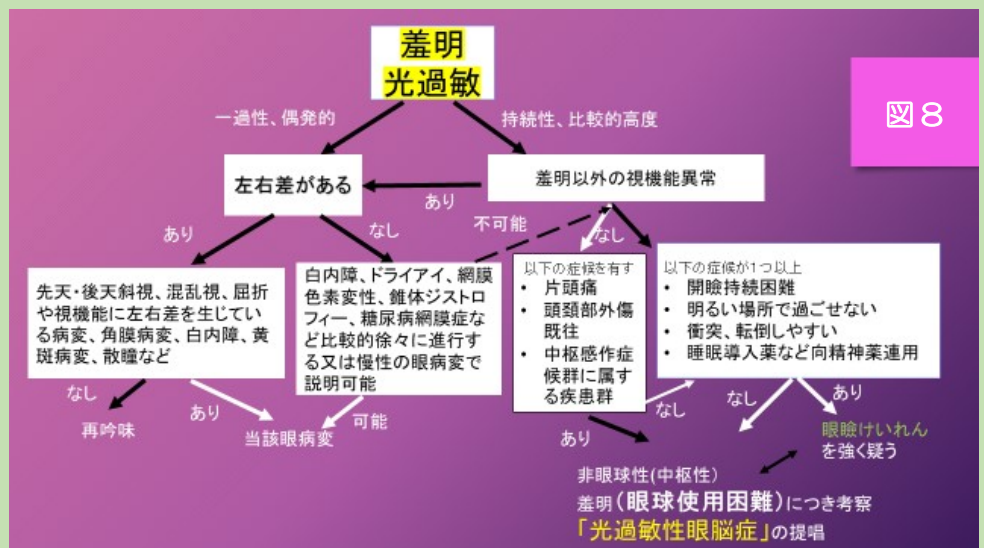 羞明
光過敏
図８
一過性、偶発的
持続性、比較的高度
左右差がある
羞明以外の視機能異常
あり
不可能
あり
なし
なし
先天・後天斜視、混乱視、屈折
や視機能に左右差を生じてい
る病変、角膜病変、白内障、黄
斑病変、散瞳など
白内障、ドライアイ、網膜
色素変性、錐体ジストロ
フィー、糖尿病網膜症な
ど比較的徐々に進行す
る又は慢性の眼病変で
説明可能
以下の症候を有す
• 片頭痛
• 頭頚部外傷
既往
• 中枢感作症
候群に属す
る疾患群
以下の症候が1つ以上
• 開瞼持続困難
• 明るい場所で過ごせない
• 衝突、転倒しやすい
• 睡眠導入薬など向精神薬連用
なし
再吟味
あり
当該眼病変
可能
あり
なし
なし
あり
眼瞼けいれん
を強く疑う
非眼球性(中枢性)
羞明(眼球使用困難)につき考察
「光過敏性眼脳症」の提唱